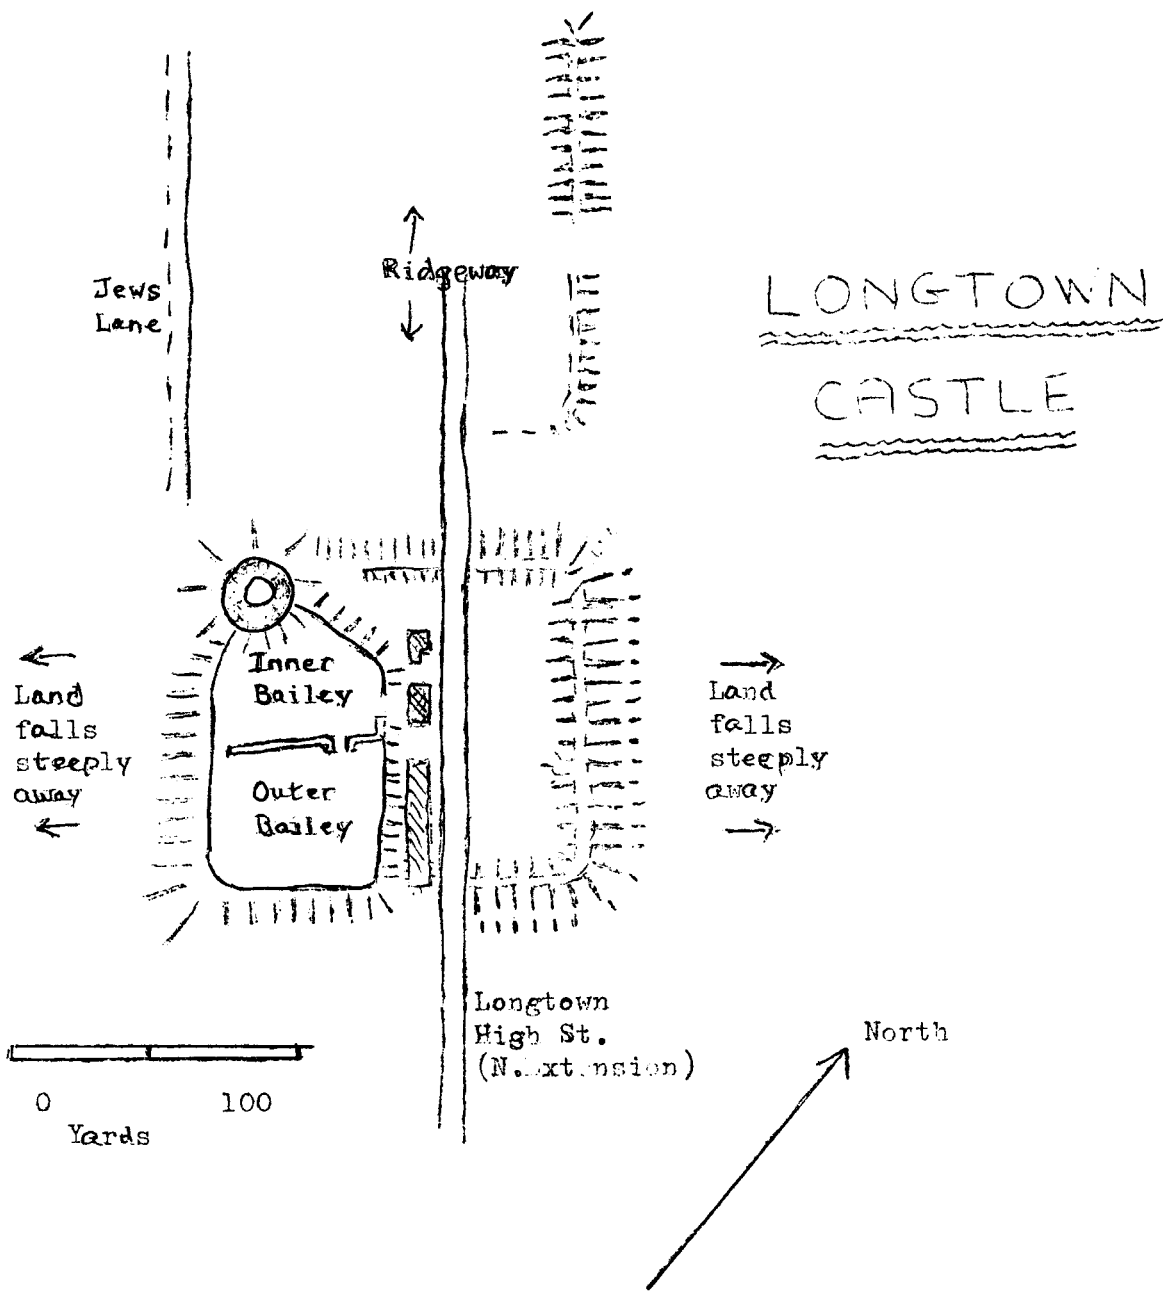 LONGTOWN
CASTLE
Ridgeway
Jews
Lane
Inner
Bailey
Outer
Bailey
Land
falls
steeply
away
Land
falls
steeply
away
Longtown
High St.
(N.
North
0 100
Yards